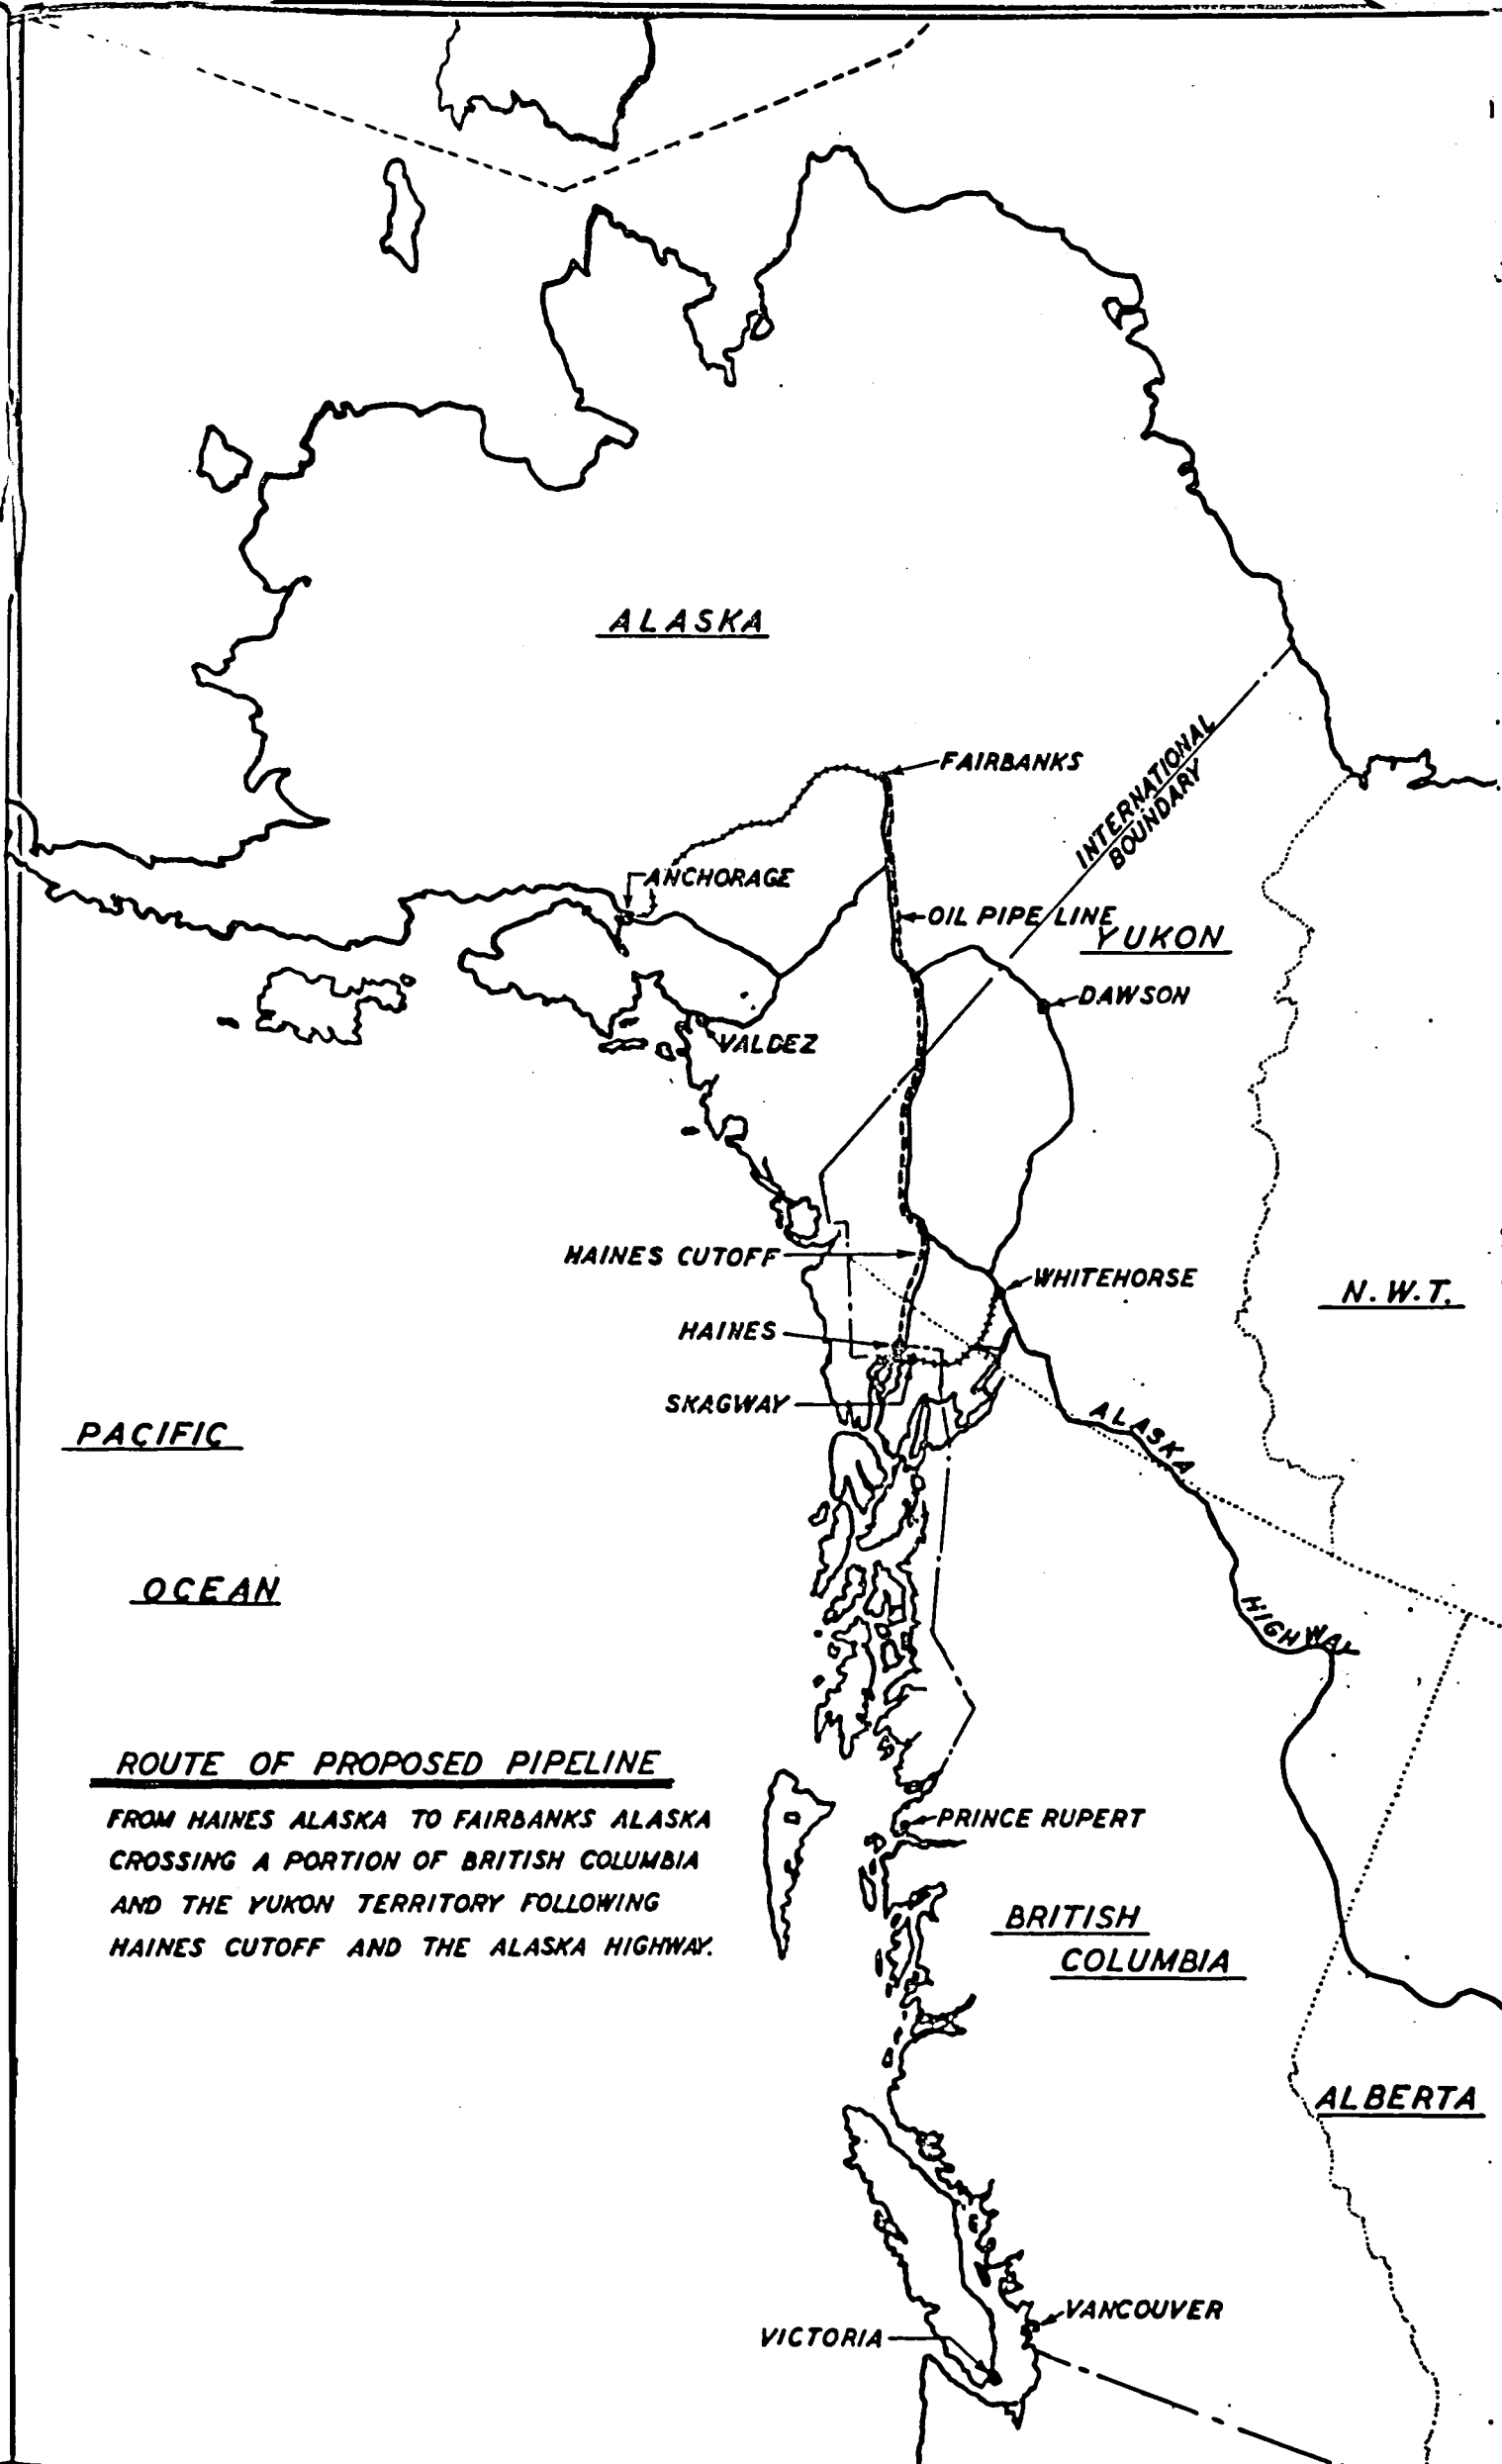 ALASKA
FAIRBANKS
INTERNATIONAL
BOUNDARY
ANCHORAGE
OIL PIPE LINE
YUKON
DAWSON
VALDEZ
HAINES CUTOFF
WHITEHORSE
N.W.T.
HAINES
SKAGWAY
ALASKA
HIGHWAY
PACIFIC
OCEAN
ROUTE OF PROPOSED PIPELINE
FROM HAINES ALASKA TO FAIRBANKS ALASKA
CROSSING A PORTION OF BRITISH COLUMBIA
AND THE YUKON TERRITORY FOLLOWING
HAINES CUTOFF AND THE ALASKA HIGHWAY.
PRINCE RUPERT
BRITISH
COLUMBIA
ALBERTA
VANCOUVER
VICTORIA